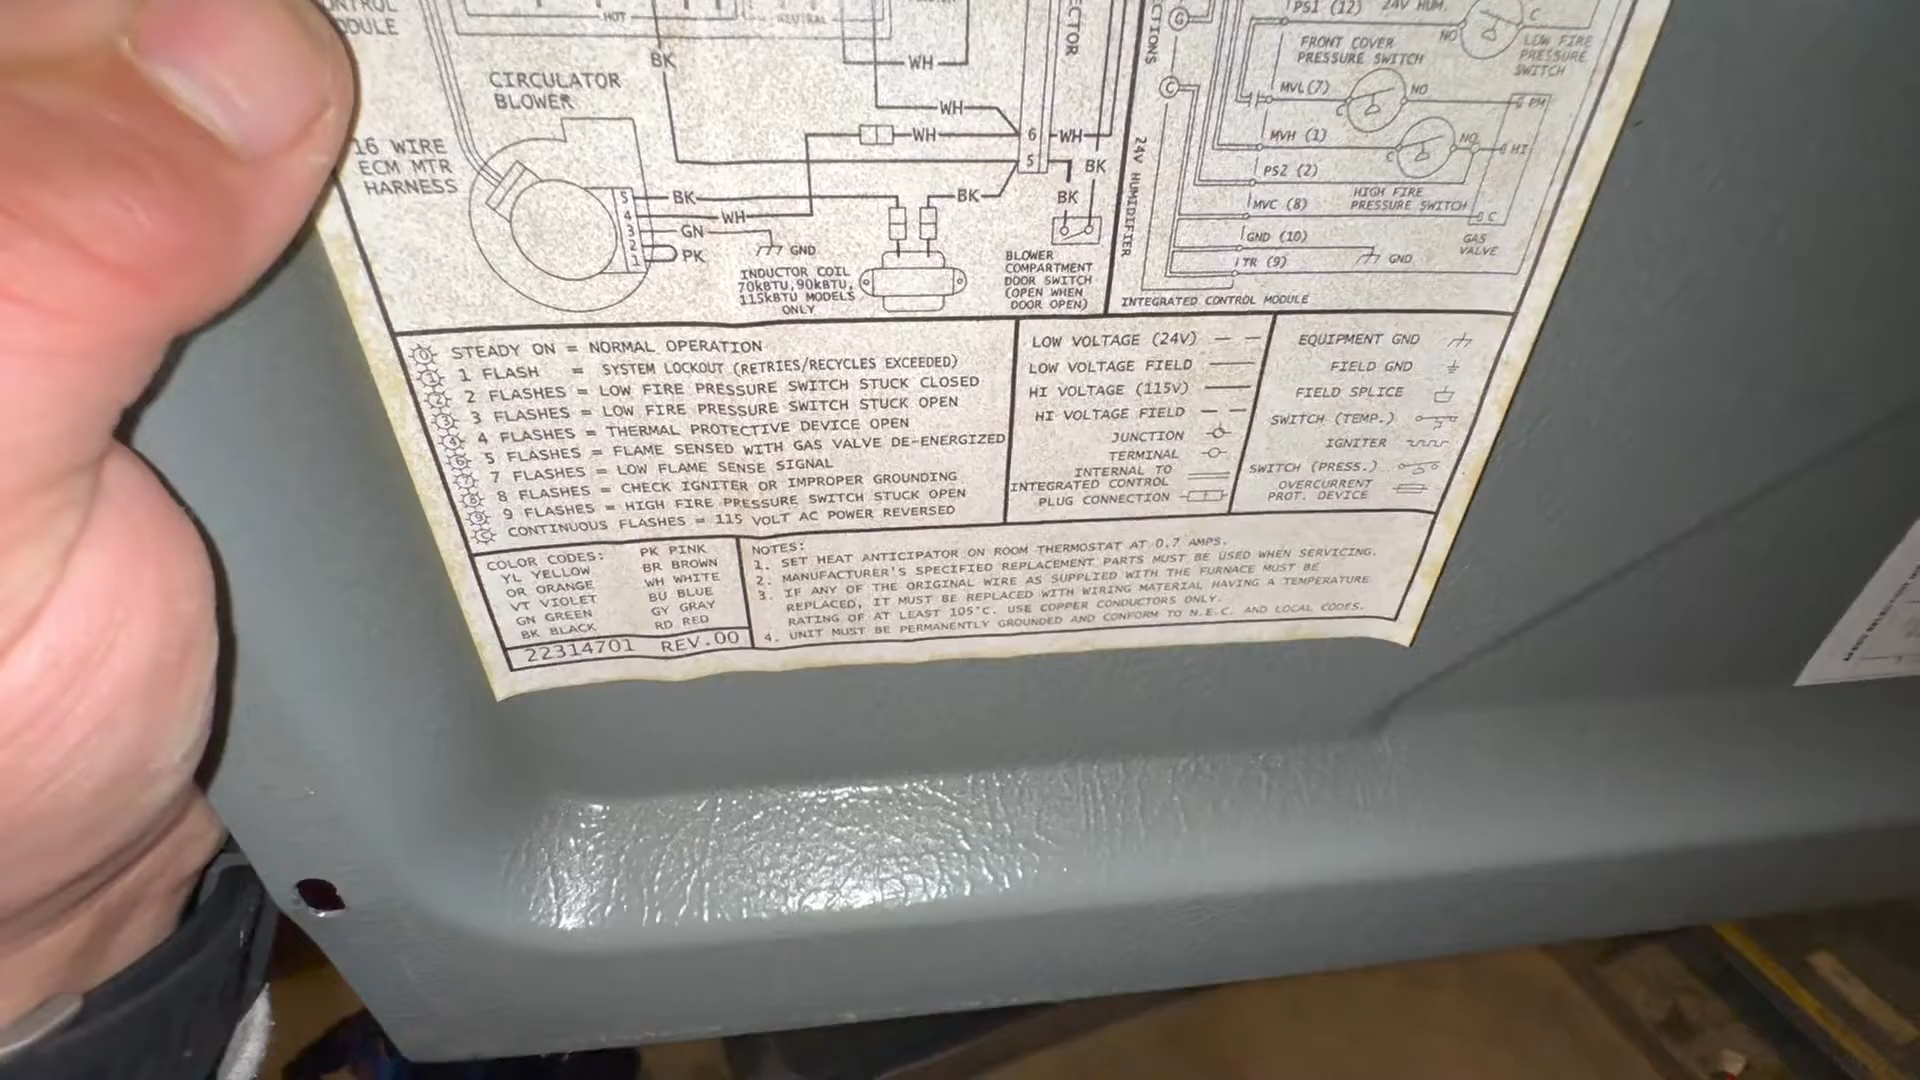 CONTROL
MODULE
HOT
NEUTRAL
BK
WH
CIRCULATOR
BLOWER
WH
WH
6
WH
16 WIRE
ECM MTR
HARNESS
5
BK
5
BK
BK
BK
4
WH
3
GN
2
GND
1
PK
INDUCTOR COIL
70kBTU,90kBTU,
115kBTU MODELS
ONLY
BLOWER
COMPARTMENT
DOOR SWITCH
(OPEN WHEN
DOOR OPEN)
24V HUMIDIFIER
G
C
PS1 (12)
24V HUM.
C
NO
LOW FIRE
PRESSURE
SWITCH
FRONT COVER
PRESSURE SWITCH
MVL(7)
NO
C
PM
MVH (1)
NO
C
HI
PS2 (2)
HIGH FIRE
PRESSURE SWITCH
MVC (8)
C
GAS
VALVE
GND (10)
GND
TR (9)
INTEGRATED CONTROL MODULE
STEADY ON = NORMAL OPERATION
1 FLASH = SYSTEM LOCKOUT (RETRIES/RECYCLES EXCEEDED)
2 FLASHES = LOW FIRE PRESSURE SWITCH STUCK CLOSED
3 FLASHES = LOW FIRE PRESSURE SWITCH STUCK OPEN
4 FLASHES = THERMAL PROTECTIVE DEVICE OPEN
5 FLASHES = FLAME SENSED WITH GAS VALVE DE-ENERGIZED
7 FLASHES = LOW FLAME SENSE SIGNAL
8 FLASHES = CHECK IGNITER OR IMPROPER GROUNDING
9 FLASHES = HIGH FIRE PRESSURE SWITCH STUCK OPEN
CONTINUOUS FLASHES = 115 VOLT AC POWER REVERSED
LOW VOLTAGE (24V)
LOW VOLTAGE FIELD
HI VOLTAGE (115V)
HI VOLTAGE FIELD
JUNCTION
TERMINAL
INTERNAL TO
INTEGRATED CONTROL
PLUG CONNECTION
EQUIPMENT GND
FIELD GND
FIELD SPLICE
SWITCH (TEMP.)
IGNITER
SWITCH (PRESS.)
OVERCURRENT
PROT. DEVICE
COLOR CODES:
YL YELLOW
OR ORANGE
VT VIOLET
GN GREEN
BK BLACK
PK PINK
BR BROWN
WH WHITE
BU BLUE
GY GRAY
RD RED
22314701 REV.00
NOTES:
1. SET HEAT ANTICIPATOR ON ROOM THERMOSTAT AT 0.7 AMPS.
2. MANUFACTURER'S SPECIFIED REPLACEMENT PARTS MUST BE USED WHEN SERVICING.
3. IF ANY OF THE ORIGINAL WIRE AS SUPPLIED WITH THE FURNACE MUST BE
REPLACED, IT MUST BE REPLACED WITH WIRING MATERIAL HAVING A TEMPERATURE
RATING OF AT LEAST 105°C. USE COPPER CONDUCTORS ONLY.
4. UNIT MUST BE PERMANENTLY GROUNDED AND CONFORM TO N.E.C. AND LOCAL CODES.